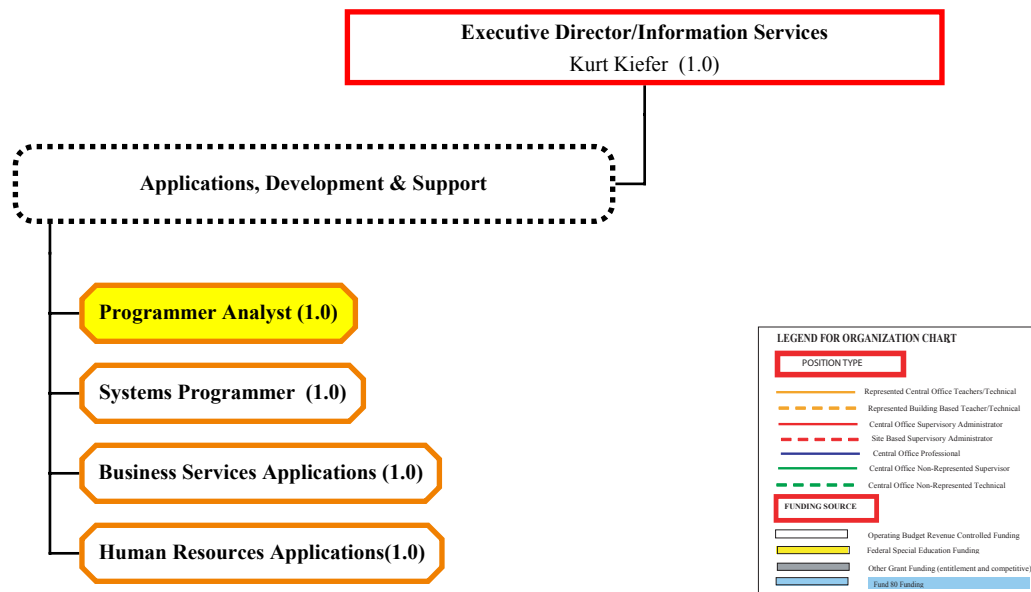 Executive Director/Information Services
Kurt Kiefer (1.0)
Applications, Development & Support
Programmer Analyst (1.0)
Systems Programmer (1.0)
Business Services Applications (1.0)
Human Resources Applications(1.0)
LEGEND FOR ORGANIZATION CHART
POSITION TYPE
Represented Central Office Teachers/Technical
Represented Building Based Teacher/Technical
Central Office Supervisory Administrator
Site Based Supervisory Administrator
Central Office Professional
Central Office Non-Represented Supervisor
Central Office Non-Represented Technical
FUNDING SOURCE
Operating Budget Revenue Controlled Funding
Federal Special Education Funding
Other Grant Funding (entitlement and competitive)
Fund 80 Funding